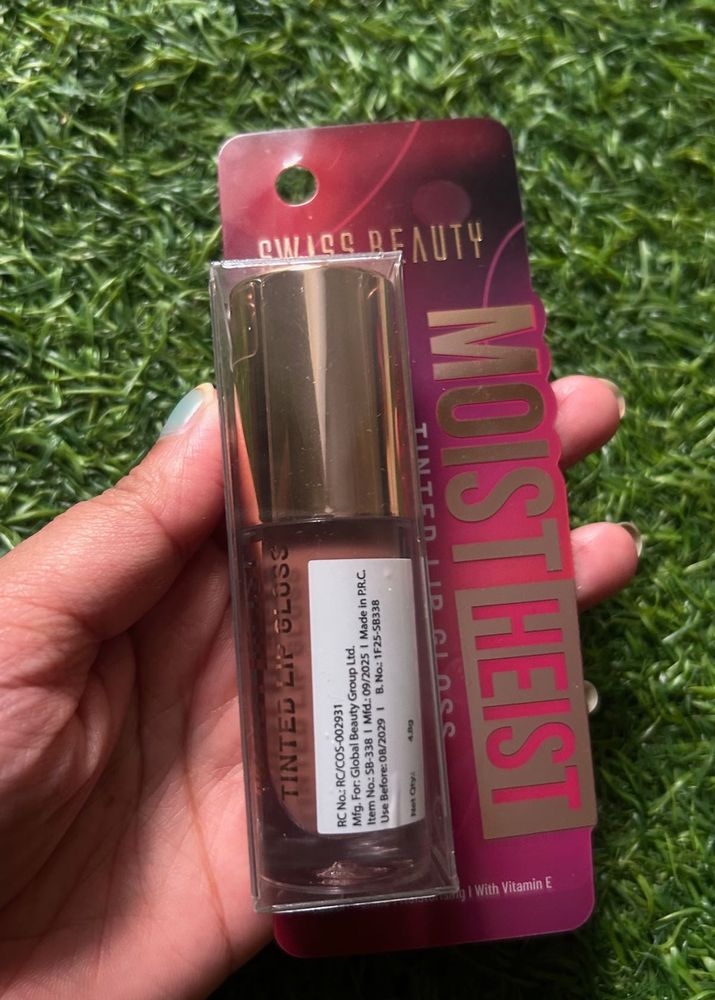 SWISS BEAUTY
MOIST HEIST
TINTED LIP GLOSS
TINTED LIP GLOSS
RC No.: RC/COS-002931
Mfg. For: Global Beauty Group Ltd.
Item No.: SB-338 I Mfd.: 09/2025 I Made in P.R.C.
Use Before: 08/2029 I B. No.: 1F25-SB338
Net Qty.: 4.8g
I With Vitamin E